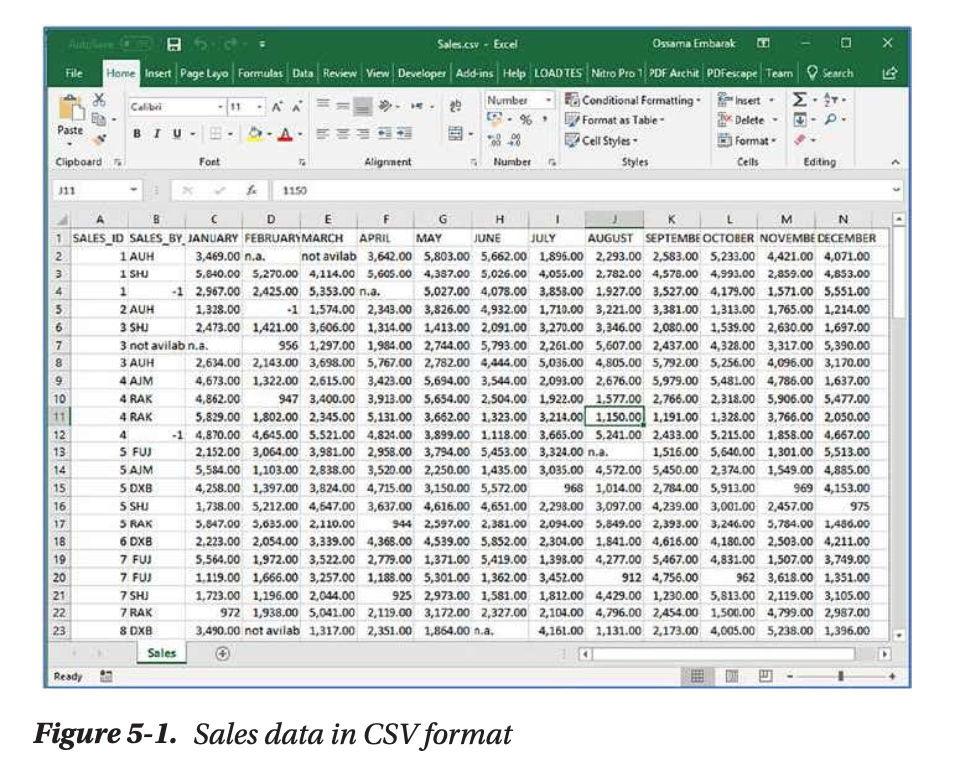 AutoSave
Sales.csv - Excel
Ossama Embarak
File Home Insert Page Layo Formulas Data Review View Developer Add-ins Help LOADTES Nitro Pro 1 PDF Archit PDFescape Team Search
Paste
Calibri 11
B I U A
Number
% ,
Conditional Formatting
Format as Table
Cell Styles
Insert
Delete
Format
Clipboard Font Alignment Number Styles Cells Editing
J11 fx 1150
A B C D E F G H I J K L M N
1 SALES_ID SALES_BY_ JANUARY FEBRUARY MARCH APRIL MAY JUNE JULY AUGUST SEPTEMBE OCTOBER NOVEMBE DECEMBER
2 1 AUH 3,469.00 n.a. not avilab 3,642.00 5,803.00 5,662.00 1,896.00 2,293.00 2,583.00 5,233.00 4,421.00 4,071.00
3 1 SHJ 5,840.00 5,270.00 4,114.00 5,605.00 4,387.00 5,026.00 4,055.00 2,782.00 4,578.00 4,993.00 2,859.00 4,853.00
4 1 -1 2,967.00 2,425.00 5,353.00 n.a. 5,027.00 4,078.00 3,858.00 1,927.00 3,527.00 4,179.00 1,571.00 5,551.00
5 2 AUH 1,328.00 -1 1,574.00 2,343.00 3,826.00 4,932.00 1,710.00 3,221.00 3,381.00 1,313.00 1,765.00 1,214.00
6 3 SHJ 2,473.00 1,421.00 3,606.00 1,314.00 1,413.00 2,091.00 3,270.00 3,346.00 2,080.00 1,539.00 2,630.00 1,697.00
7 3 not avilab n.a. 956 1,297.00 1,984.00 2,744.00 5,793.00 2,261.00 5,607.00 2,437.00 4,328.00 3,317.00 5,390.00
8 3 AUH 2,634.00 2,143.00 3,698.00 5,767.00 2,782.00 4,444.00 5,036.00 4,805.00 5,792.00 5,256.00 4,096.00 3,170.00
9 4 AJM 4,673.00 1,322.00 2,615.00 3,423.00 5,694.00 3,544.00 2,093.00 2,676.00 5,979.00 5,481.00 4,786.00 1,637.00
10 4 RAK 4,862.00 947 3,400.00 3,913.00 5,654.00 2,504.00 1,922.00 1,577.00 2,766.00 2,318.00 5,906.00 5,477.00
11 4 RAK 5,829.00 1,802.00 2,345.00 5,131.00 3,662.00 1,323.00 3,214.00 1,150.00 1,191.00 1,328.00 3,766.00 2,050.00
12 4 -1 4,870.00 4,645.00 5,521.00 4,824.00 3,899.00 1,118.00 3,665.00 5,241.00 2,433.00 5,215.00 1,858.00 4,667.00
13 5 FUJ 2,152.00 3,064.00 3,981.00 2,958.00 3,794.00 5,453.00 3,324.00 n.a. 1,516.00 5,640.00 1,301.00 5,513.00
14 5 AJM 5,584.00 1,103.00 2,838.00 3,520.00 2,250.00 1,435.00 3,035.00 4,572.00 5,450.00 2,374.00 1,549.00 4,885.00
15 5 DXB 4,258.00 1,397.00 3,824.00 4,715.00 3,150.00 5,572.00 968 1,014.00 2,784.00 5,913.00 969 4,153.00
16 5 SHJ 1,738.00 5,212.00 4,647.00 3,637.00 4,616.00 4,651.00 2,298.00 3,097.00 4,239.00 3,001.00 2,457.00 975
17 5 RAK 5,847.00 5,635.00 2,110.00 944 2,597.00 2,381.00 2,094.00 5,849.00 2,393.00 3,246.00 5,784.00 1,486.00
18 6 DXB 2,223.00 2,054.00 3,339.00 4,368.00 4,539.00 5,852.00 2,304.00 1,841.00 4,616.00 4,180.00 2,503.00 4,211.00
19 7 FUJ 5,564.00 1,972.00 3,522.00 2,779.00 1,371.00 5,419.00 1,398.00 4,277.00 5,467.00 4,831.00 1,507.00 3,749.00
20 7 FUJ 1,119.00 1,666.00 3,257.00 1,188.00 5,301.00 1,362.00 3,452.00 912 4,756.00 962 3,618.00 1,351.00
21 7 SHJ 1,723.00 1,196.00 2,044.00 925 2,973.00 1,581.00 1,812.00 4,429.00 1,230.00 5,813.00 2,119.00 3,105.00
22 7 RAK 972 1,938.00 5,041.00 2,119.00 3,172.00 2,327.00 2,104.00 4,796.00 2,454.00 1,500.00 4,799.00 2,987.00
23 8 DXB 3,490.00 not avilab 1,317.00 2,351.00 1,864.00 n.a. 4,161.00 1,131.00 2,173.00 4,005.00 5,238.00 1,396.00
Sales
Ready
Figure 5-1. Sales data in CSV format